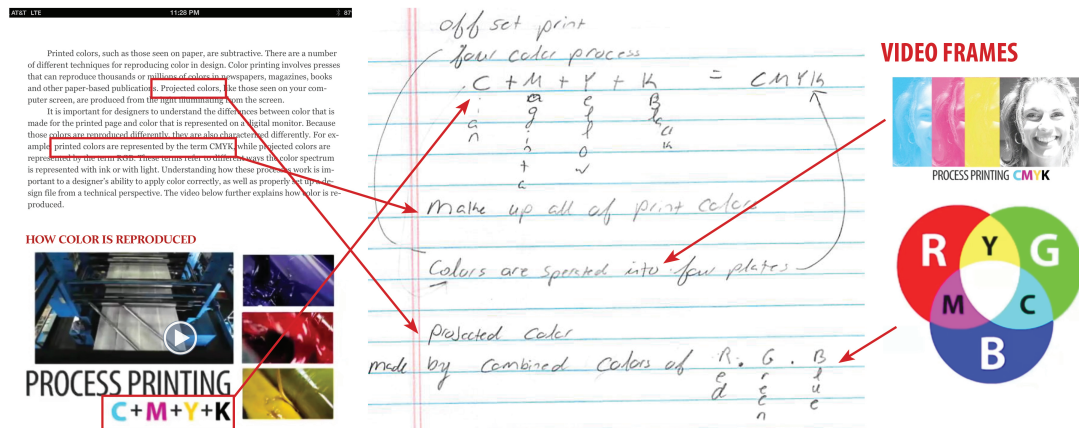 AT&T LTE 11:28 PM 87
Printed colors, such as those seen on paper, are subtractive. There are a number
of different techniques for reproducing color in design. Color printing involves presses
that can reproduce thousands or millions of colors in newspapers, magazines, books
and other paper-based publications. Projected colors, like those seen on your com-
puter screen, are produced from the light illuminating from the screen.
It is important for designers to understand the differences between color that is
made for the printed page and color that is represented on a digital monitor. Because
those colors are reproduced differently, they are also characterized differently. For ex-
ample, printed colors are represented by the term CMYK, while projected colors are
represented by the term RGB. These terms refer to different ways the color spectrum
is represented with ink or with light. Understanding how these processes work is im-
portant to a designer's ability to apply color correctly, as well as properly set up a de-
sign file from a technical perspective. The video below further explains how color is re-
produced.
HOW COLOR IS REPRODUCED
PROCESS PRINTING
C+M+Y+K
off set print
four color process
C + M + Y + K = CMYK
Cyan
Maginta
Yellow
Black
Make up all of print colors
Colors are sperated into four plates
Projected color
made by combined colors of R. G. B
Red
Green
Blue
VIDEO FRAMES
PROCESS PRINTING CMYK
R Y G
M C
B